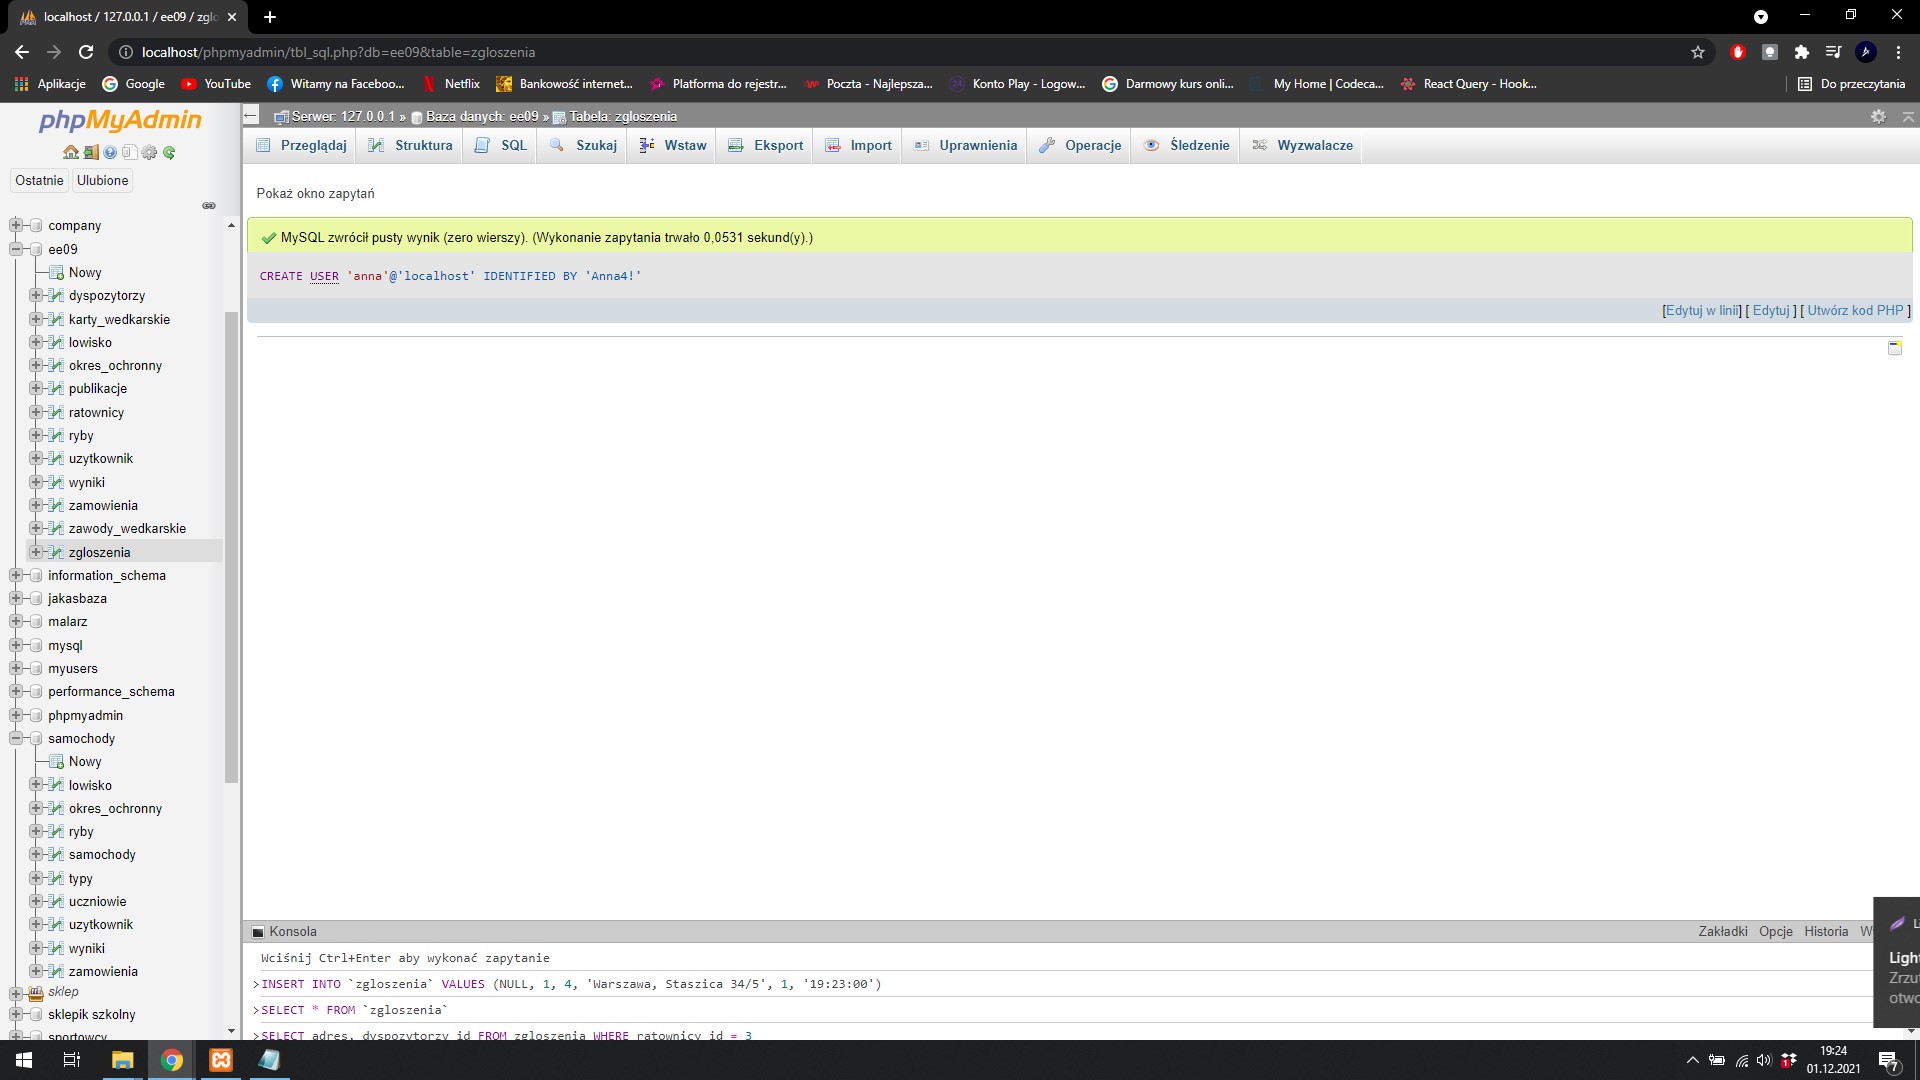 localhost / 127.0.0.1 / ee09 / zglo
localhost/phpmyadmin/tbl_sql.php?db=ee09&table=zgloszenia
Aplikacje Google YouTube Witamy na Faceboo... Netflix Bankowość internet... Platforma do rejestr... Poczta - Najlepsza... Konto Play - Logow... Darmowy kurs onli... My Home | Codeca... React Query - Hook... Do przeczytania
phpMyAdmin
Ostatnie Ulubione
company
ee09
Nowy
dyspozytorzy
karty_wedkarskie
lowisko
okres_ochronny
publikacje
ratownicy
ryby
uzytkownik
wyniki
zamowienia
zawody_wedkarskie
zgloszenia
information_schema
jakasbaza
malarz
mysql
myusers
performance_schema
phpmyadmin
samochody
Nowy
lowisko
okres_ochronny
ryby
samochody
typy
uczniowie
uzytkownik
wyniki
zamowienia
sklep
sklepik szkolny
sportowcy
Serwer: 127.0.0.1 » Baza danych: ee09 » Tabela: zgloszenia
Przeglądaj Struktura SQL Szukaj Wstaw Eksport Import Uprawnienia Operacje Śledzenie Wyzwalacze
Pokaż okno zapytań
MySQL zwrócił pusty wynik (zero wierszy). (Wykonanie zapytania trwało 0,0531 sekund(y).)
CREATE USER 'anna'@'localhost' IDENTIFIED BY 'Anna4!'
[Edytuj w linii] [ Edytuj ] [ Utwórz kod PHP ]
Konsola Zakładki Opcje Historia W
Wciśnij Ctrl+Enter aby wykonać zapytanie
>INSERT INTO `zgloszenia` VALUES (NULL, 1, 4, 'Warszawa, Staszica 34/5', 1, '19:23:00')
>SELECT * FROM `zgloszenia`
>SELECT adres, dyspozytorzy_id FROM zgloszenia WHERE ratownicy_id = 3
Li
Light
Zrzut
otwo
19:24
01.12.2021
7